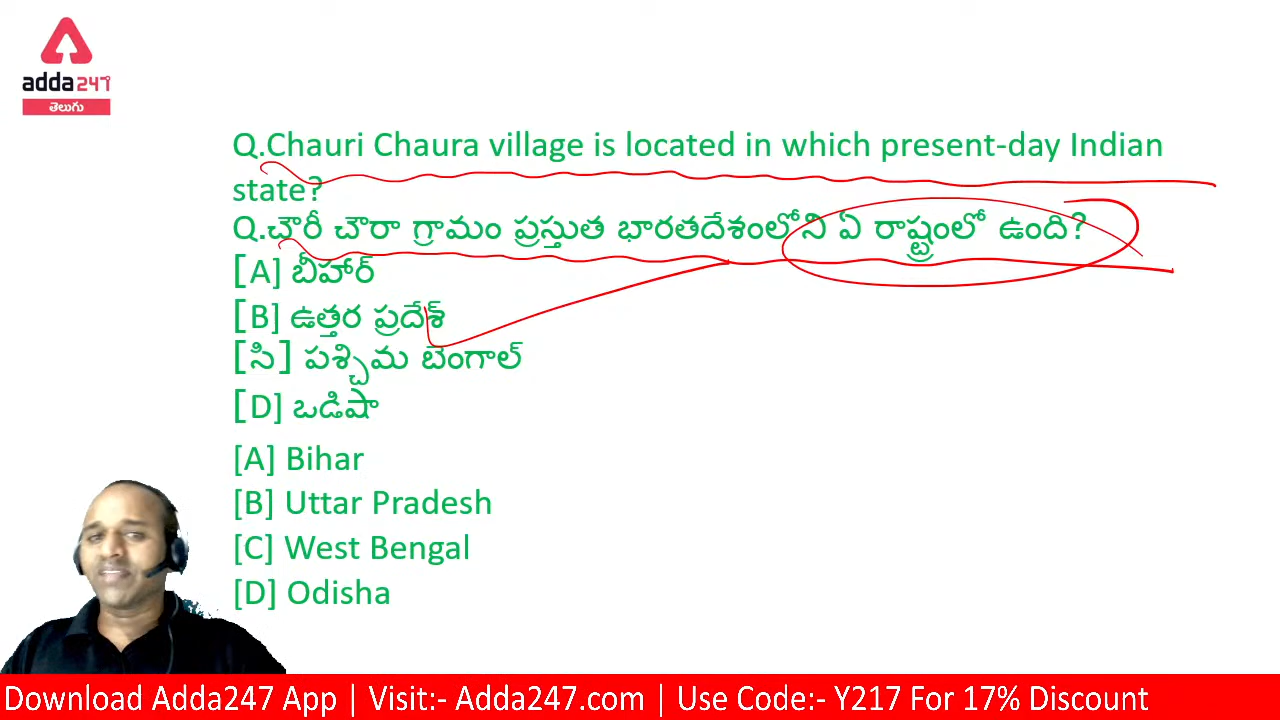 adda247
తెలుగు
Q.Chauri Chaura village is located in which present-day Indian
state?
Q.చౌరీ చౌరా గ్రామం ప్రస్తుత భారతదేశంలోని ఏ రాష్ట్రంలో ఉంది?
[A] బీహార్
[B] ఉత్తర ప్రదేశ్
[సి] పశ్చిమ బెంగాల్
[D] ఒడిషా
[A] Bihar
[B] Uttar Pradesh
[C] West Bengal
[D] Odisha
Download Adda247 App | Visit:- Adda247.com | Use Code:- Y217 For 17% Discount